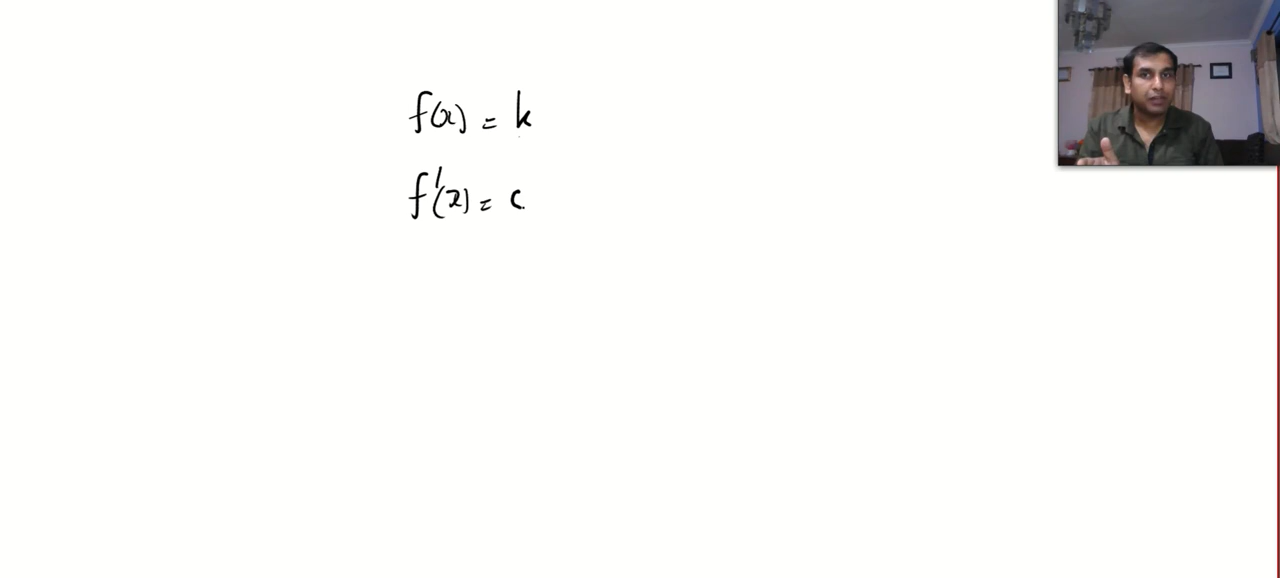 f(x) = k
f'(x) = c